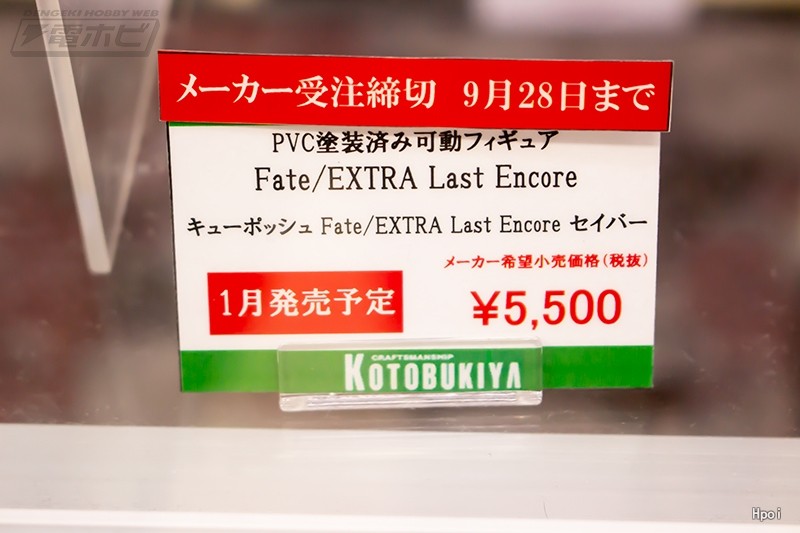 DENGEKI HOBBY WEB
電ホビ
メーカー受注締切 9月28日まで
PVC塗装済み可動フィギュア
Fate/EXTRA Last Encore
キューポッシュ Fate/EXTRA Last Encore セイバー
メーカー希望小売価格(税抜)
1月発売予定
¥5,500
CRAFTSMANSHIP
KOTOBUKIYA
Hpoi